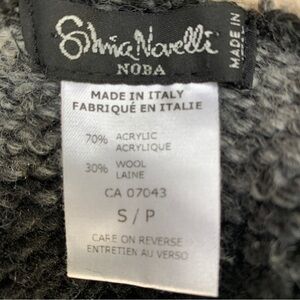 Silvia Novelli
NOBA
MADE IN
MADE IN ITALY
FABRIQUÉ EN ITALIE
70% ACRYLIC
ACRYLIQUE
30% WOOL
LAINE
CA 07043
S / P
CARE ON REVERSE
ENTRETIEN AU VERSO